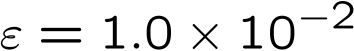 ε = 1.0 × 10⁻²